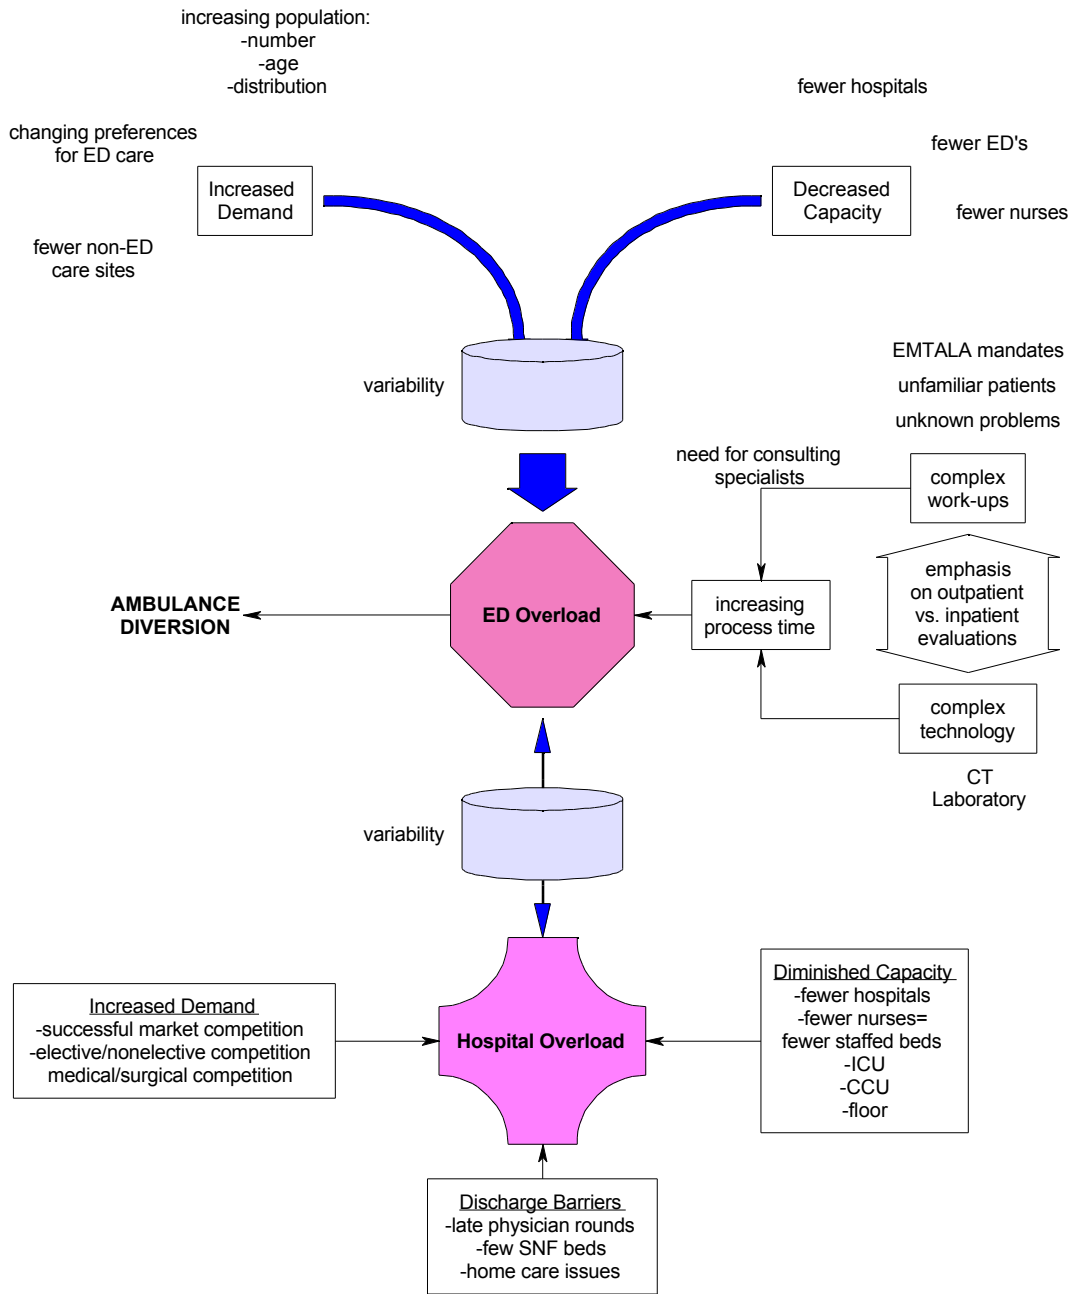 increasing population:
-number
-age
-distribution
fewer hospitals
changing preferences
for ED care
fewer ED's
Increased
Demand
Decreased
Capacity
fewer nurses
fewer non-ED
care sites
EMTALA mandates
variability
unfamiliar patients
unknown problems
need for consulting
specialists
complex
work-ups
emphasis
on outpatient
vs. inpatient
evaluations
AMBULANCE
DIVERSION
ED Overload
increasing
process time
complex
technology
CT
Laboratory
variability
Increased Demand
-successful market competition
-elective/nonelective competition
medical/surgical competition
Hospital Overload
Diminished Capacity
-fewer hospitals
-fewer nurses=
fewer staffed beds
-ICU
-CCU
-floor
Discharge Barriers
-late physician rounds
-few SNF beds
-home care issues